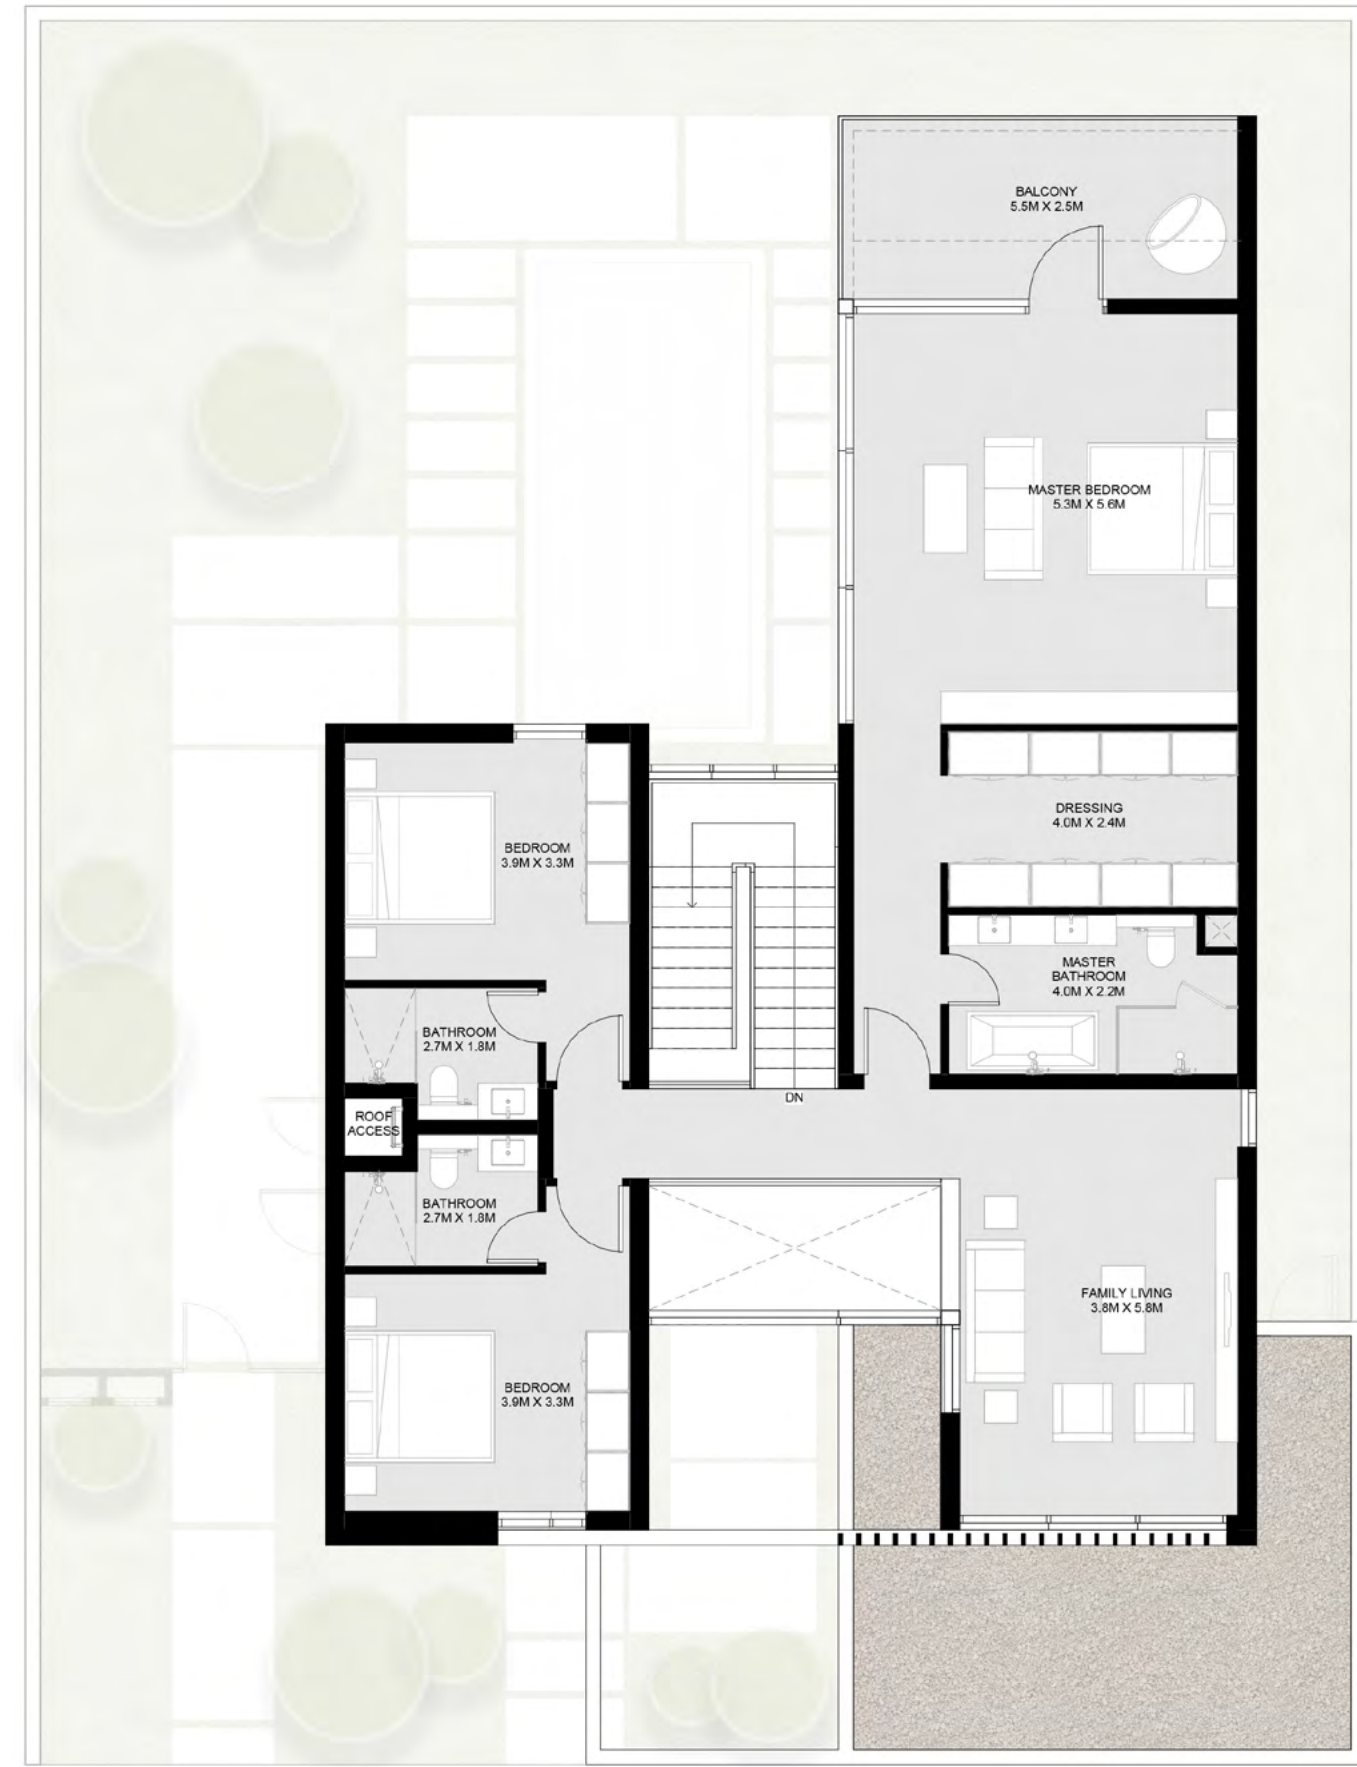 BALCONY
5.5M X 2.5M
MASTER BEDROOM
5.3M X 5.6M
DRESSING
4.0M X 2.4M
BEDROOM
3.9M X 3.3M
MASTER
BATHROOM
4.0M X 2.2M
BATHROOM
2.7M X 1.8M
DN
ROOF
ACCESS
BATHROOM
2.7M X 1.8M
FAMILY LIVING
3.8M X 5.8M
BEDROOM
3.9M X 3.3M